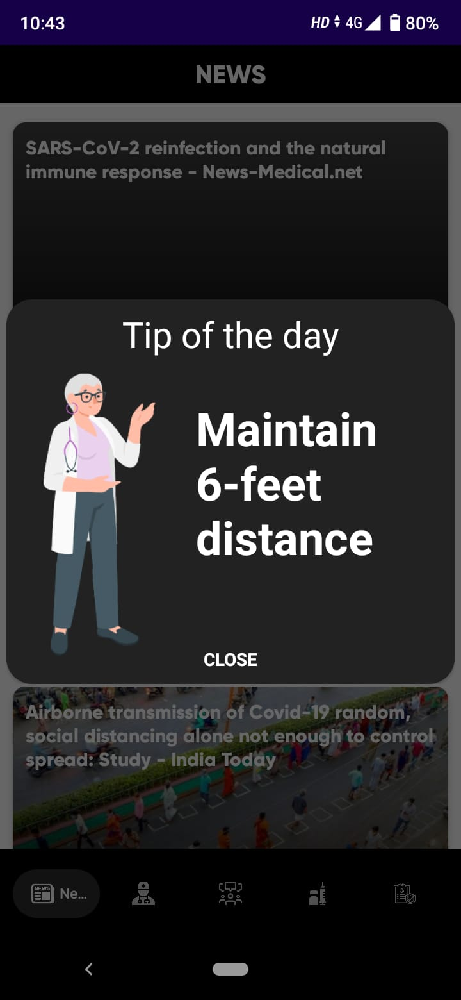 10:43
HD 4G 80%
NEWS
SARS-CoV-2 reinfection and the natural
immune response - News-Medical.net
Tip of the day
Maintain
6-feet
distance
CLOSE
Airborne transmission of Covid-19 random,
social distancing alone not enough to control
spread: Study - India Today
NEWS
Ne...